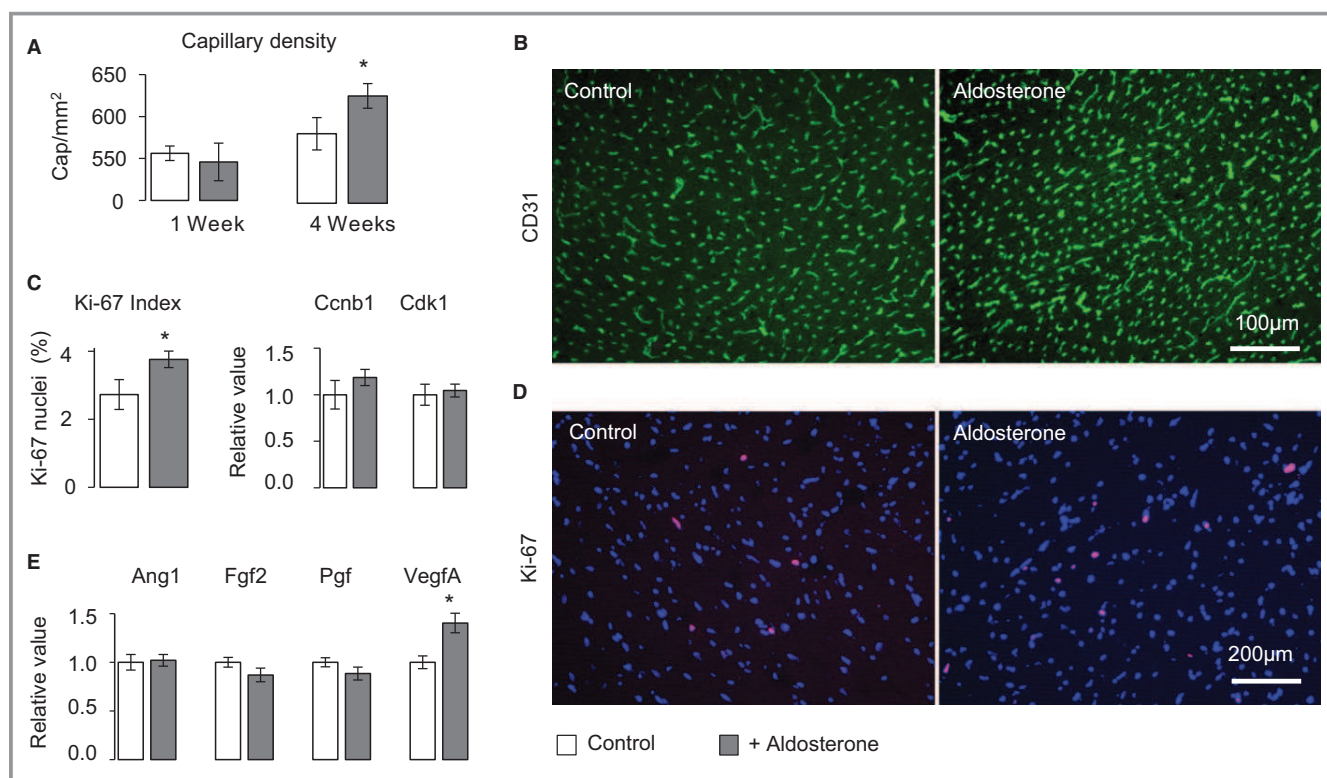 A
Capillary density
Cap/mm²
650
600
550
0
*
1 Week
4 Weeks
B
Control
Aldosterone
CD31
100µm
C
Ki-67 Index
Ki-67 nuclei (%)
4
2
0
*
Ccnb1
Cdk1
Relative value
1.5
1.0
0.5
0.0
D
Control
Aldosterone
Ki-67
200µm
E
Ang1
Fgf2
Pgf
VegfA
Relative value
1.5
1.0
0.5
0.0
*
Control
+ Aldosterone